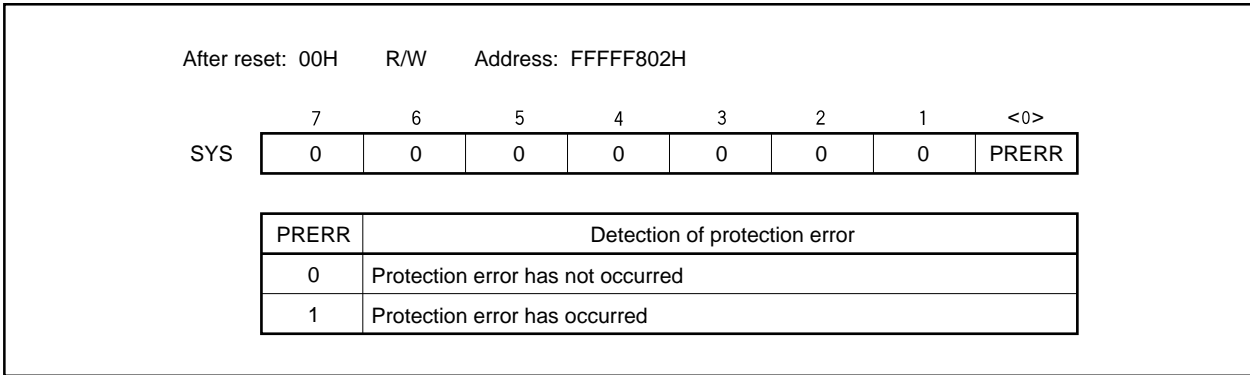 After reset: 00H R/W Address: FFFFF802H
7 6 5 4 3 2 1 <0>
SYS 0 0 0 0 0 0 0 PRERR
PRERR Detection of protection error
0 Protection error has not occurred
1 Protection error has occurred